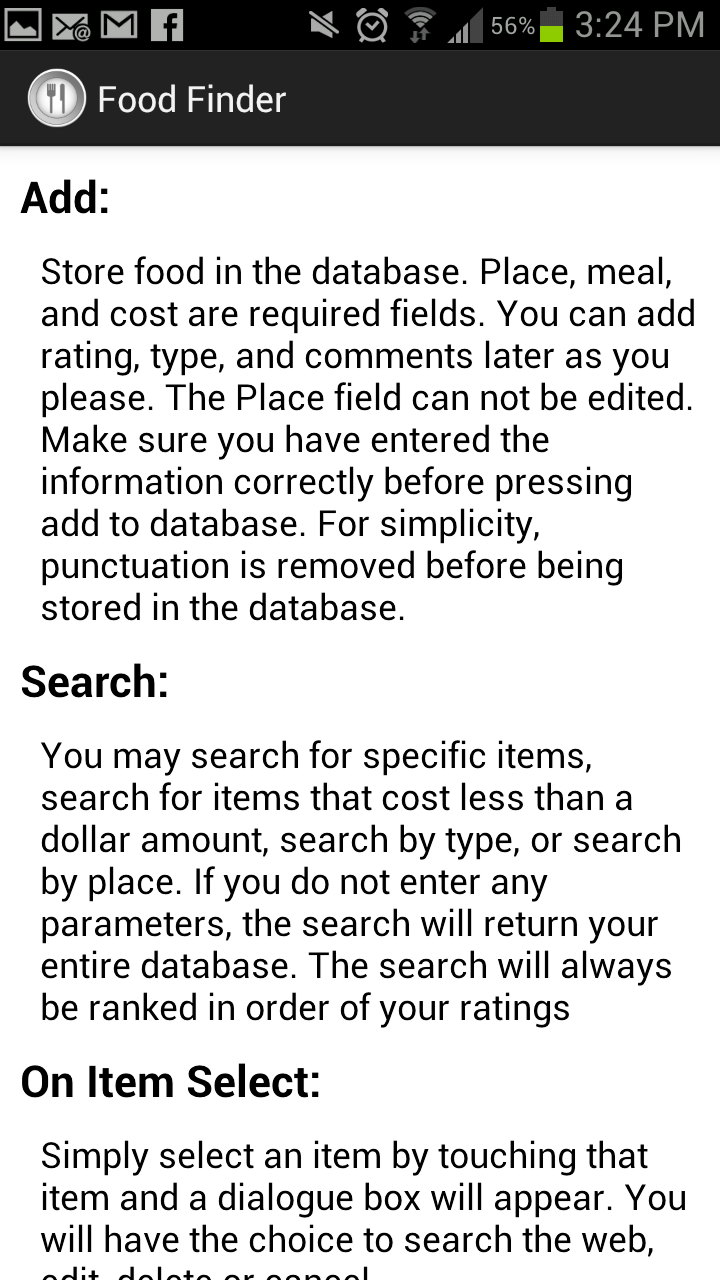 56% 3:24 PM
Food Finder
Add:
Store food in the database. Place, meal,
and cost are required fields. You can add
rating, type, and comments later as you
please. The Place field can not be edited.
Make sure you have entered the
information correctly before pressing
add to database. For simplicity,
punctuation is removed before being
stored in the database.
Search:
You may search for specific items,
search for items that cost less than a
dollar amount, search by type, or search
by place. If you do not enter any
parameters, the search will return your
entire database. The search will always
be ranked in order of your ratings
On Item Select:
Simply select an item by touching that
item and a dialogue box will appear. You
will have the choice to search the web,
edit, delete or cancel